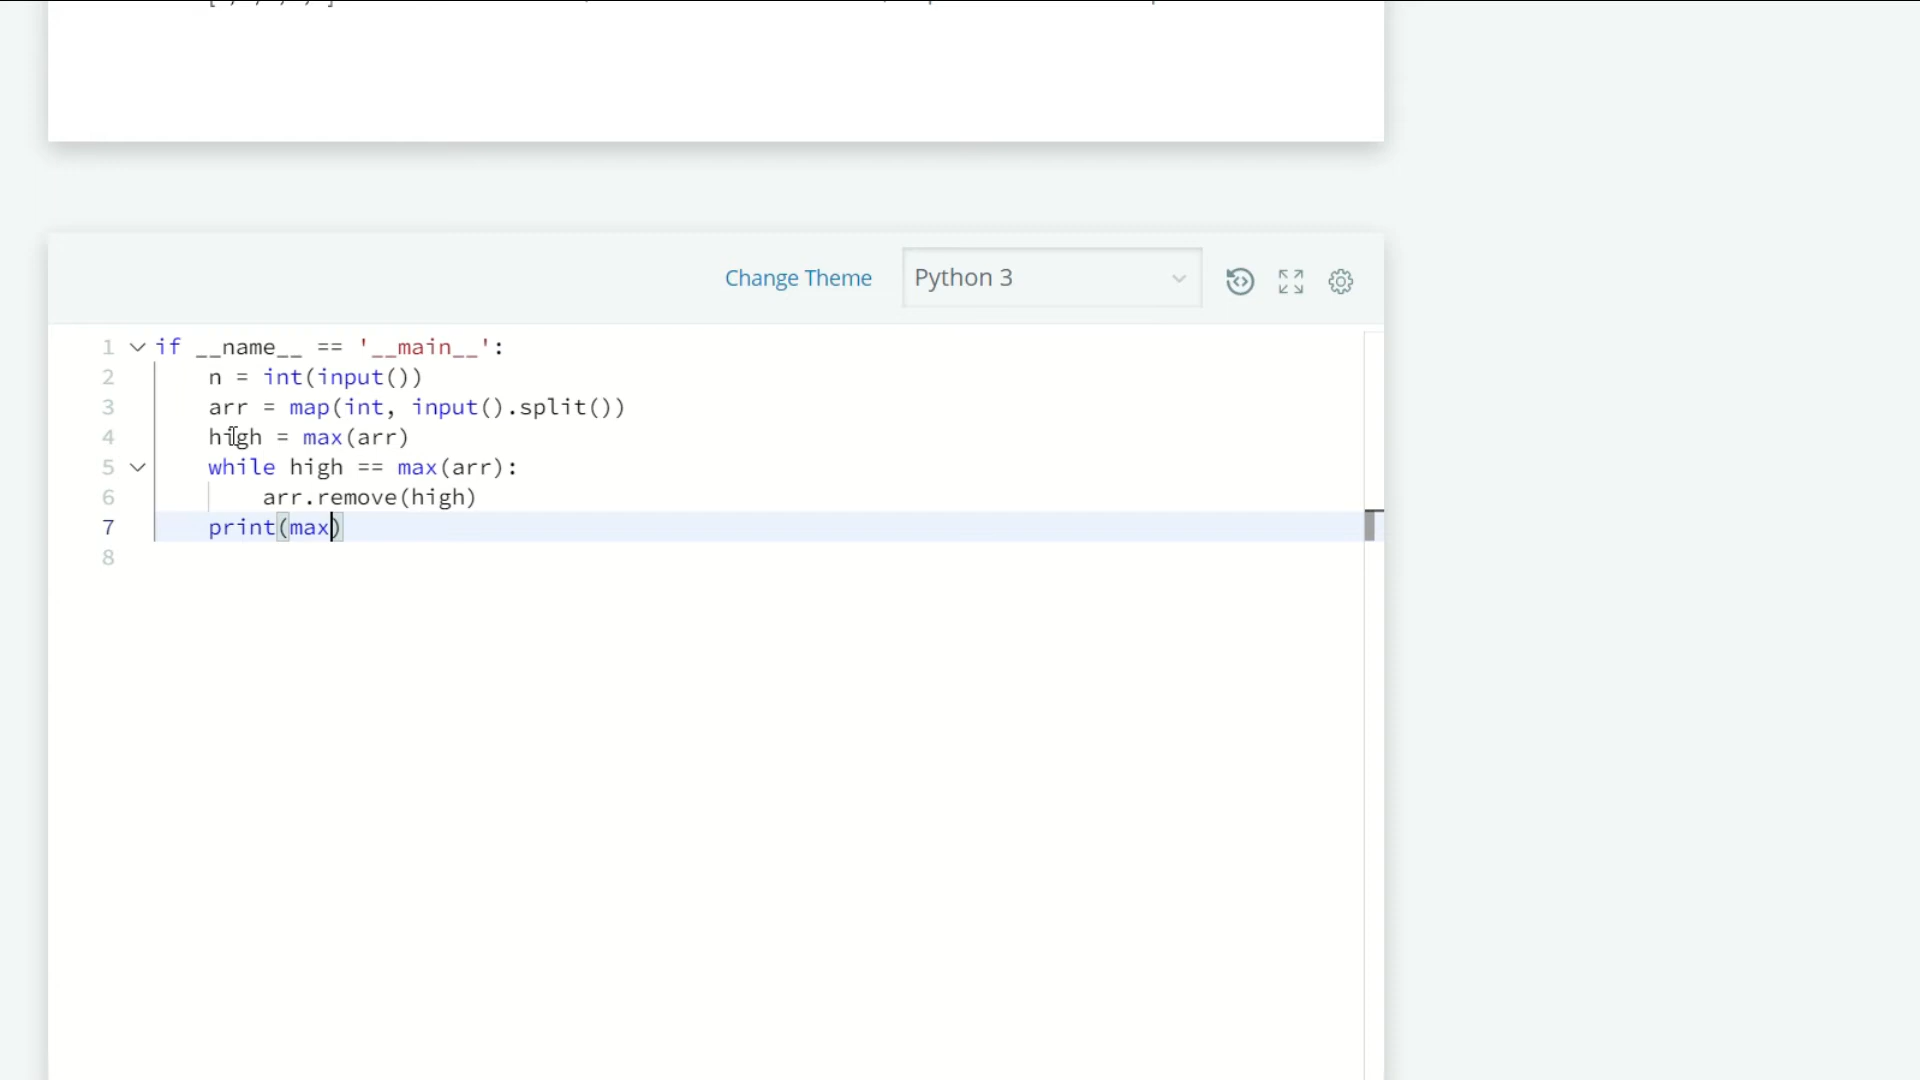 Change Theme
Python 3
1 if __name__ == '__main__':
2 n = int(input())
3 arr = map(int, input().split())
4 high = max(arr)
5 while high == max(arr):
6 arr.remove(high)
7 print(max)
8